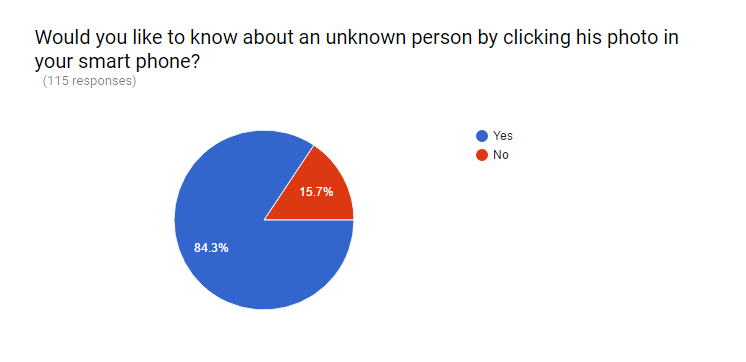 Would you like to know about an unknown person by clicking his photo in
your smart phone?
(115 responses)
Yes
No
15.7%
84.3%